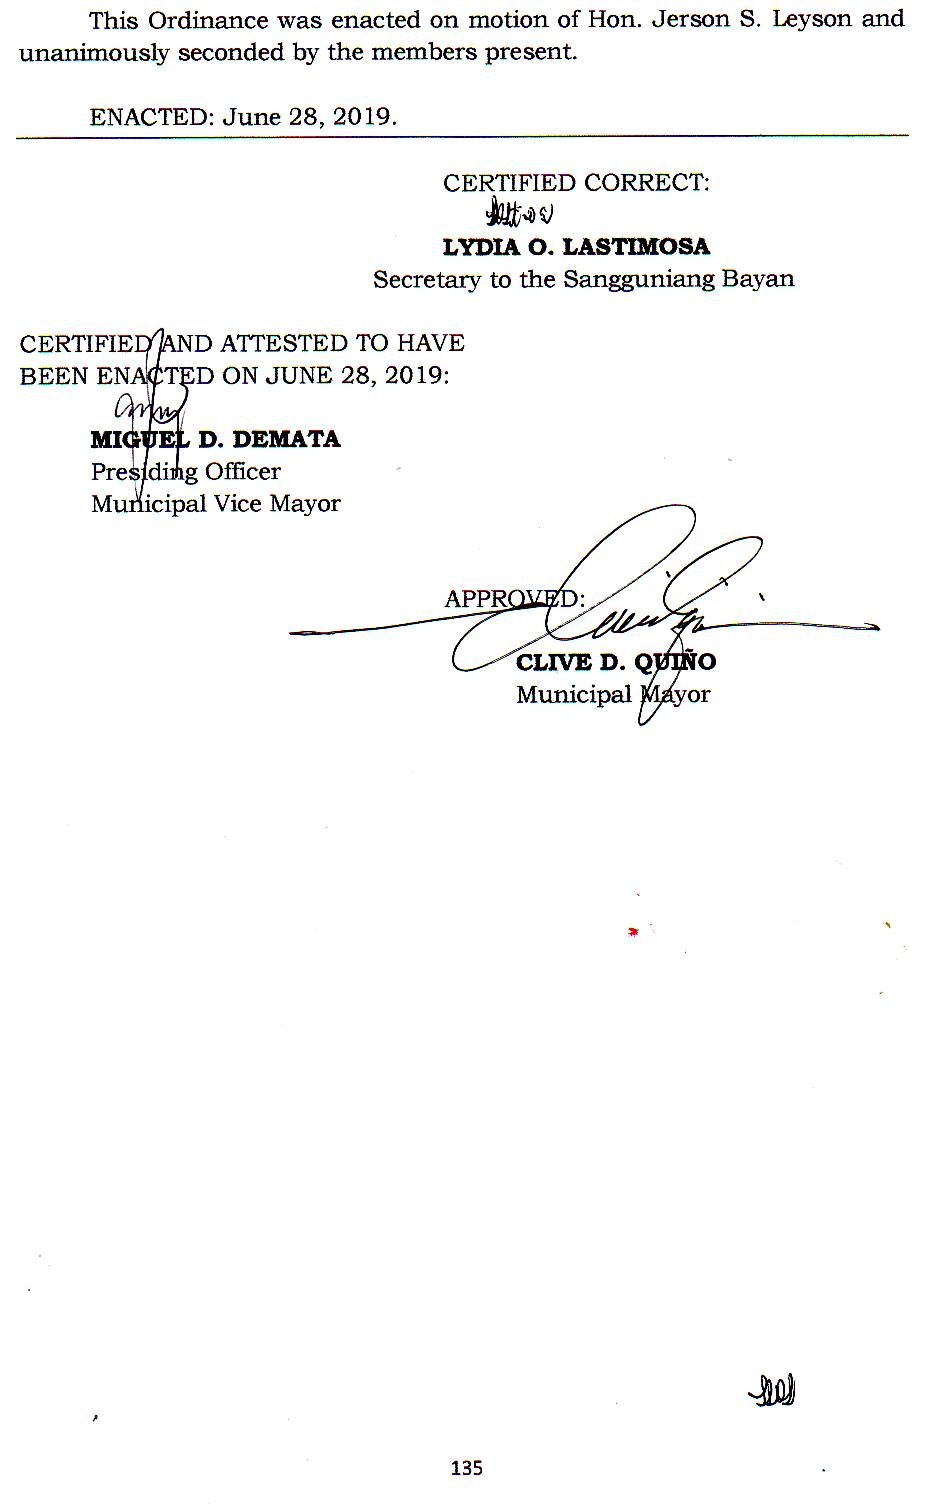 This Ordinance was enacted on motion of Hon. Jerson S. Leyson and
unanimously seconded by the members present.
ENACTED: June 28, 2019.
CERTIFIED CORRECT:
LYDIA O. LASTIMOSA
Secretary to the Sangguniang Bayan
CERTIFIED AND ATTESTED TO HAVE
BEEN ENACTED ON JUNE 28, 2019:
MIGUEL D. DEMATA
Presiding Officer
Municipal Vice Mayor
APPROVED:
CLIVE D. QUIÑO
Municipal Mayor
135